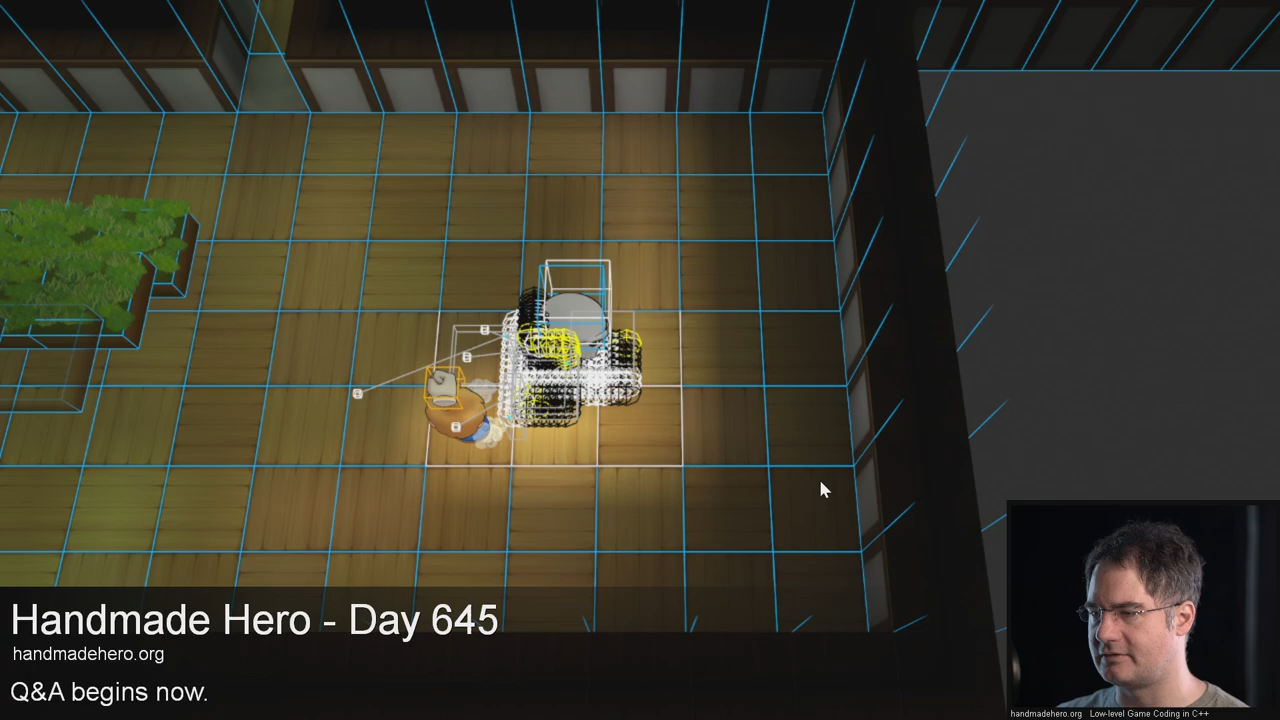 Handmade Hero - Day 645
handmadehero.org
Q&A begins now.
handmadehero.org Low-level Game Coding in C++